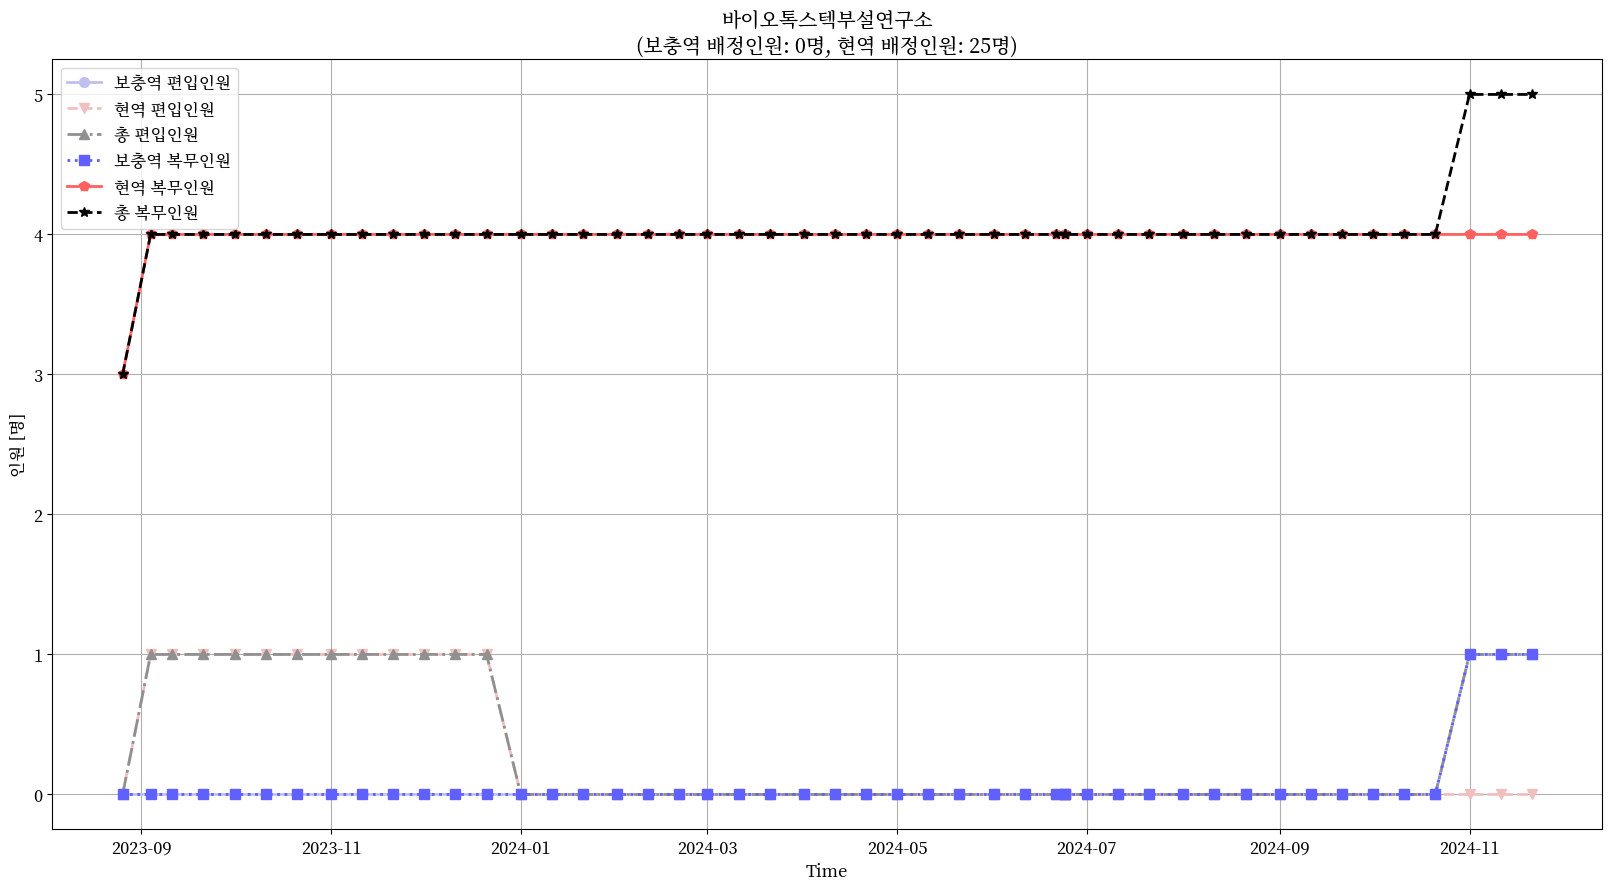 바이오톡스텍부설연구소
(보충역 배정인원: 0명, 현역 배정인원: 25명)
보충역 편입인원
현역 편입인원
총 편입인원
보충역 복무인원
현역 복무인원
총 복무인원
5
4
3
2
1
0
인원 [명]
2023-09 2023-11 2024-01 2024-03 2024-05 2024-07 2024-09 2024-11
Time